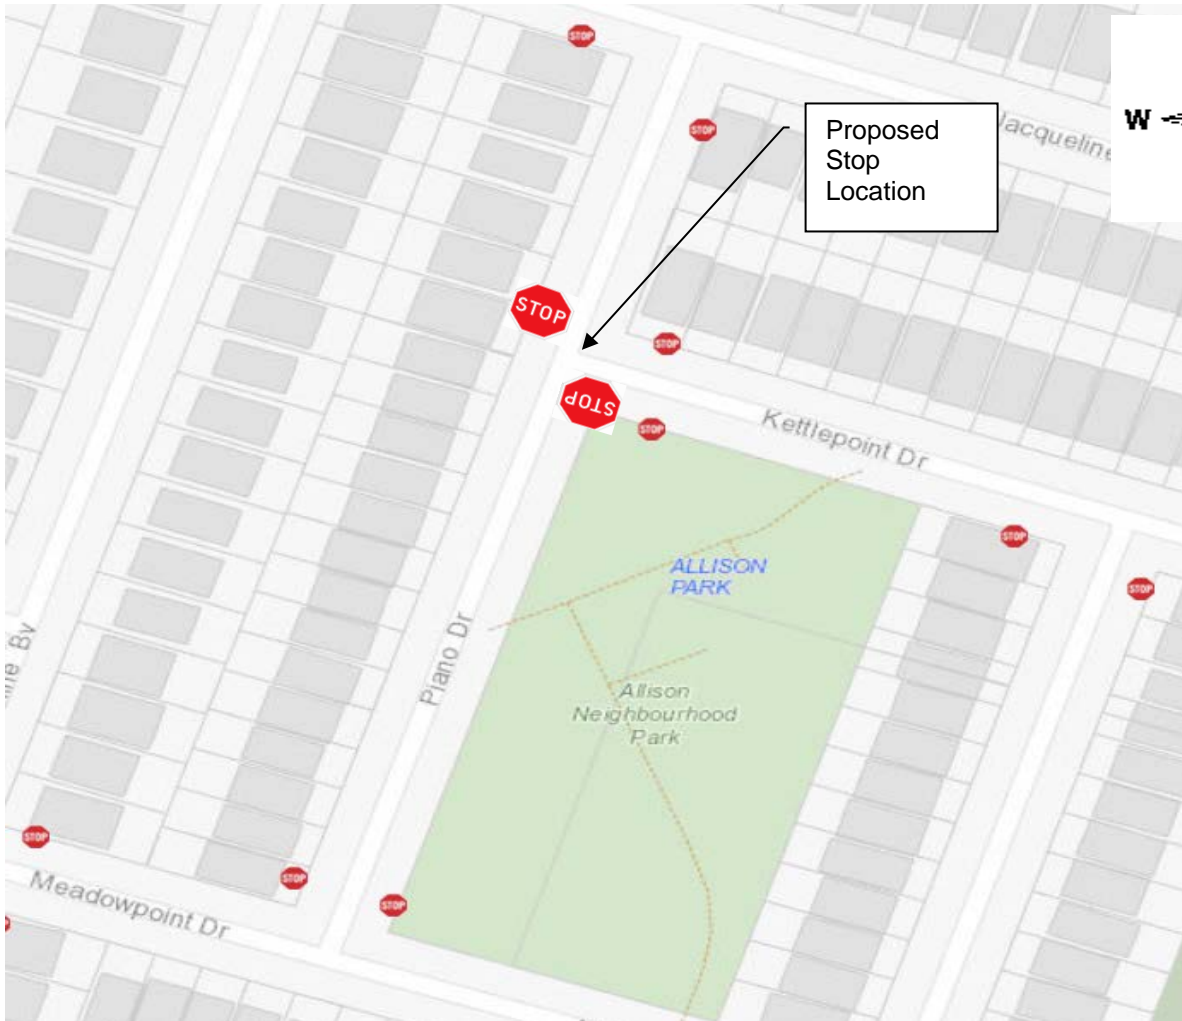 STOP
W
Proposed
Stop
Location
STOP
Jacqueline
STOP
STOP
STOP
STOP
Kettlepoint Dr
STOP
ALLISON
PARK
STOP
Plano Dr
Allison
Neighbourhood
Park
STOP
STOP
Meadowpoint Dr
STOP